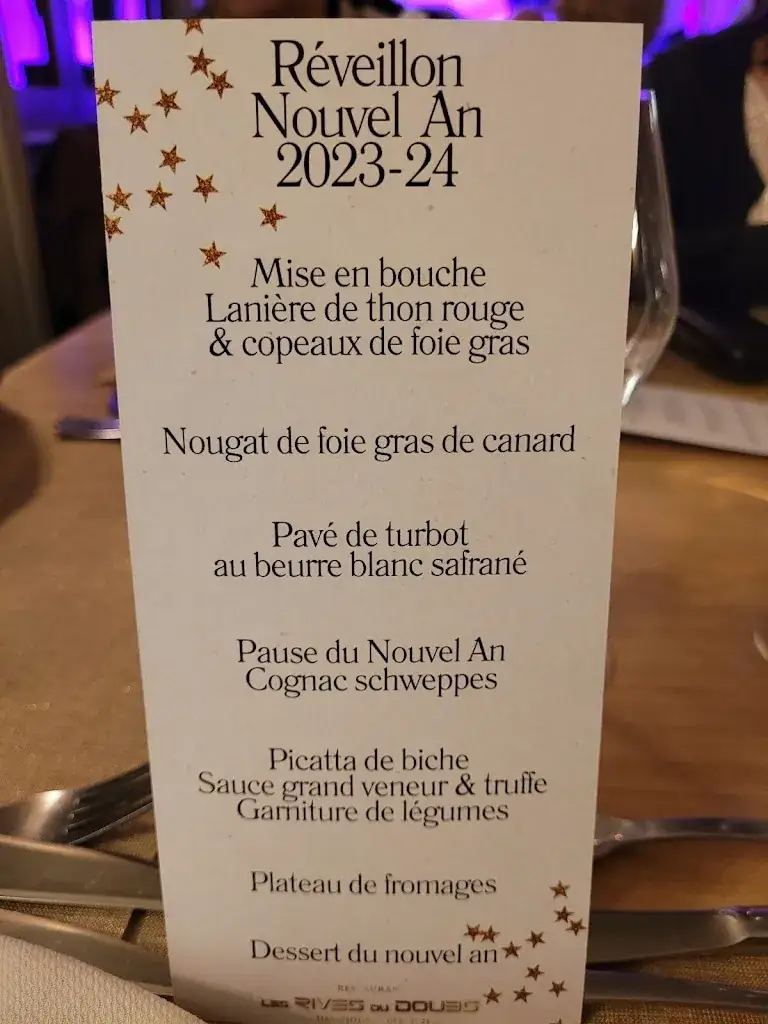 Réveillon
Nouvel An
2023-24
Mise en bouche
Lanière de thon rouge
& copeaux de foie gras
Nougat de foie gras de canard
Pavé de turbot
au beurre blanc safrané
Pause du Nouvel An
Cognac schweppes
Picatta de biche
Sauce grand veneur & truffe
Garniture de légumes
Plateau de fromages
Dessert du nouvel an
LES RIVES DU DOUBS